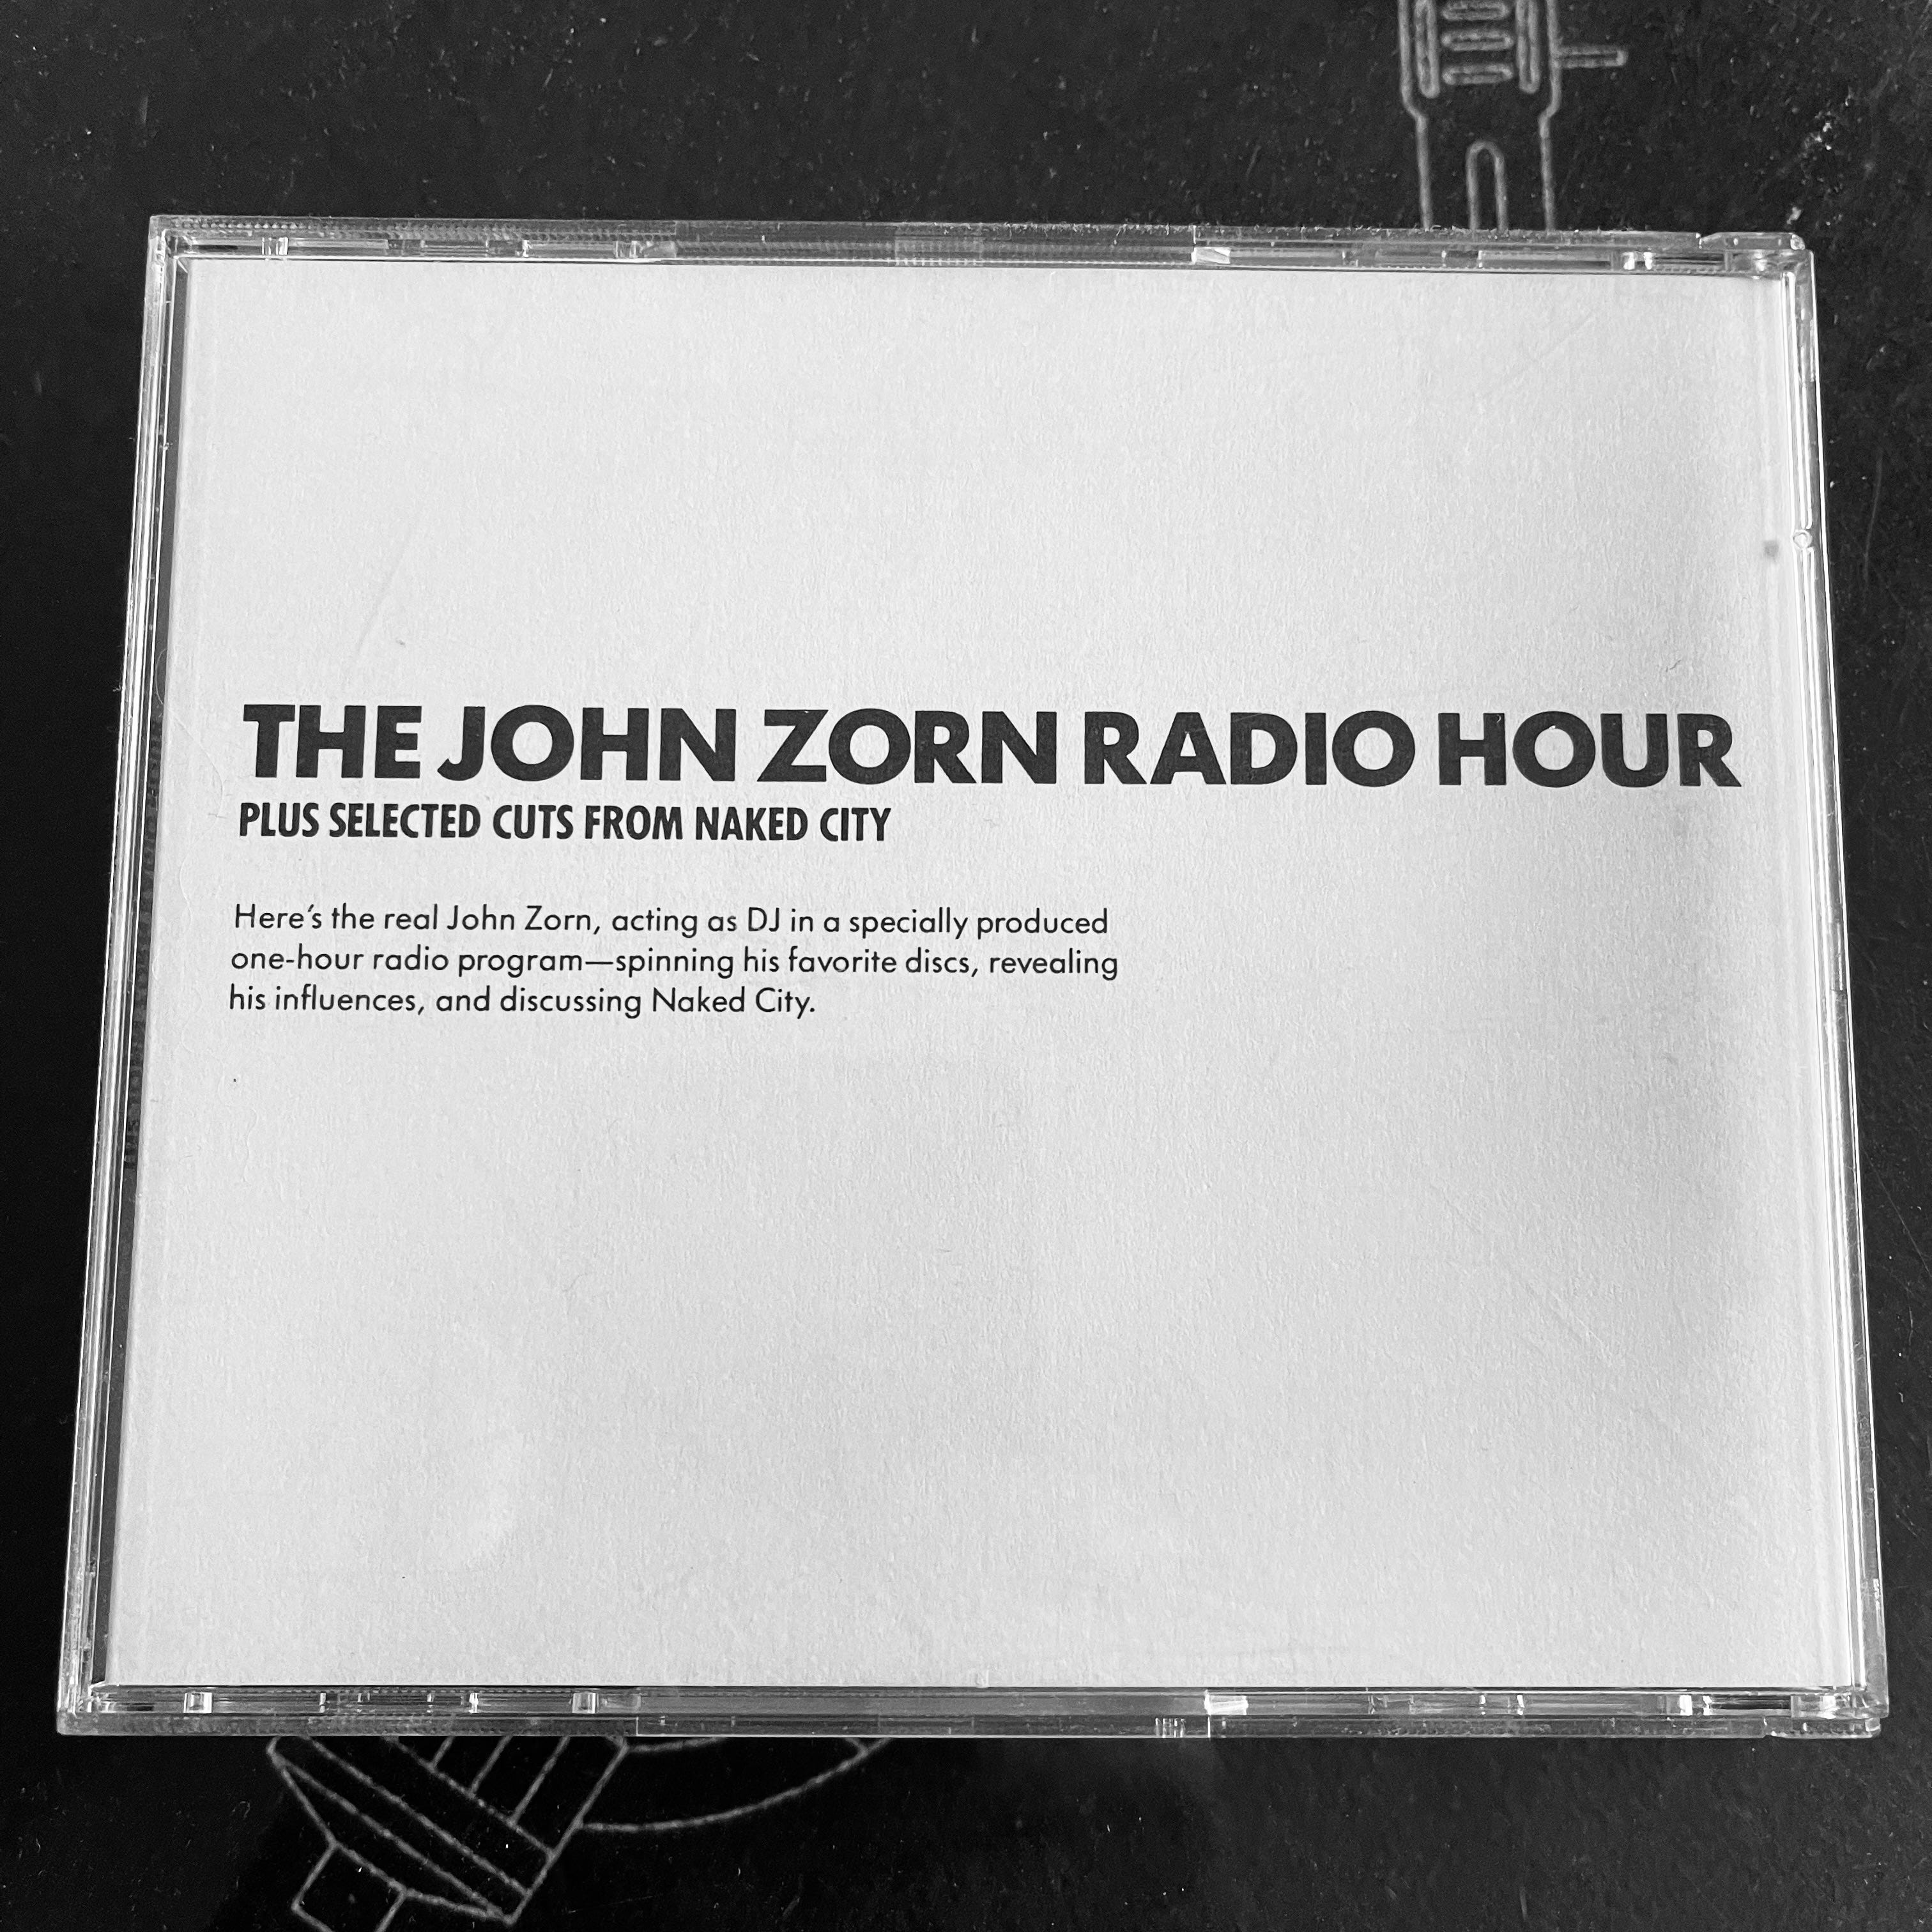 THE JOHN ZORN RADIO HOUR
PLUS SELECTED CUTS FROM NAKED CITY
Here's the real John Zorn, acting as DJ in a specially produced
one-hour radio program—spinning his favorite discs, revealing
his influences, and discussing Naked City.